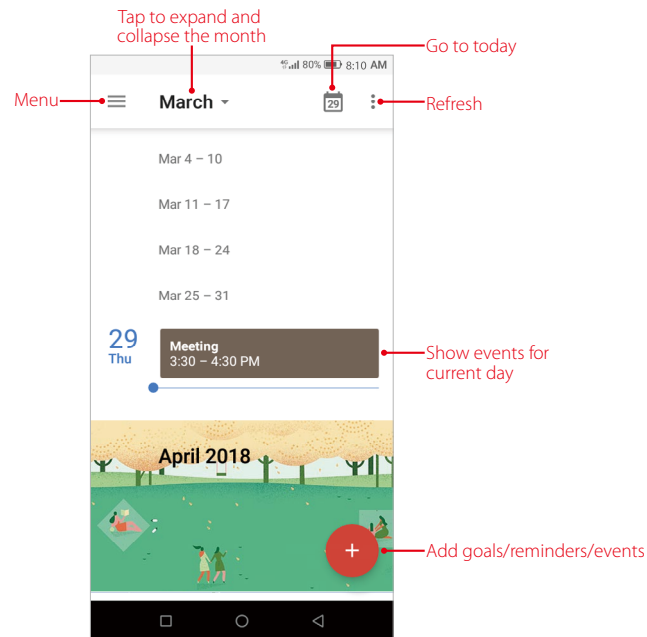 Tap to expand and
collapse the month
Go to today
4G 80% 8:10 AM
Menu
March
29
Refresh
Mar 4 – 10
Mar 11 – 17
Mar 18 – 24
Mar 25 – 31
29
Thu
Meeting
3:30 – 4:30 PM
Show events for
current day
April 2018
+
Add goals/reminders/events